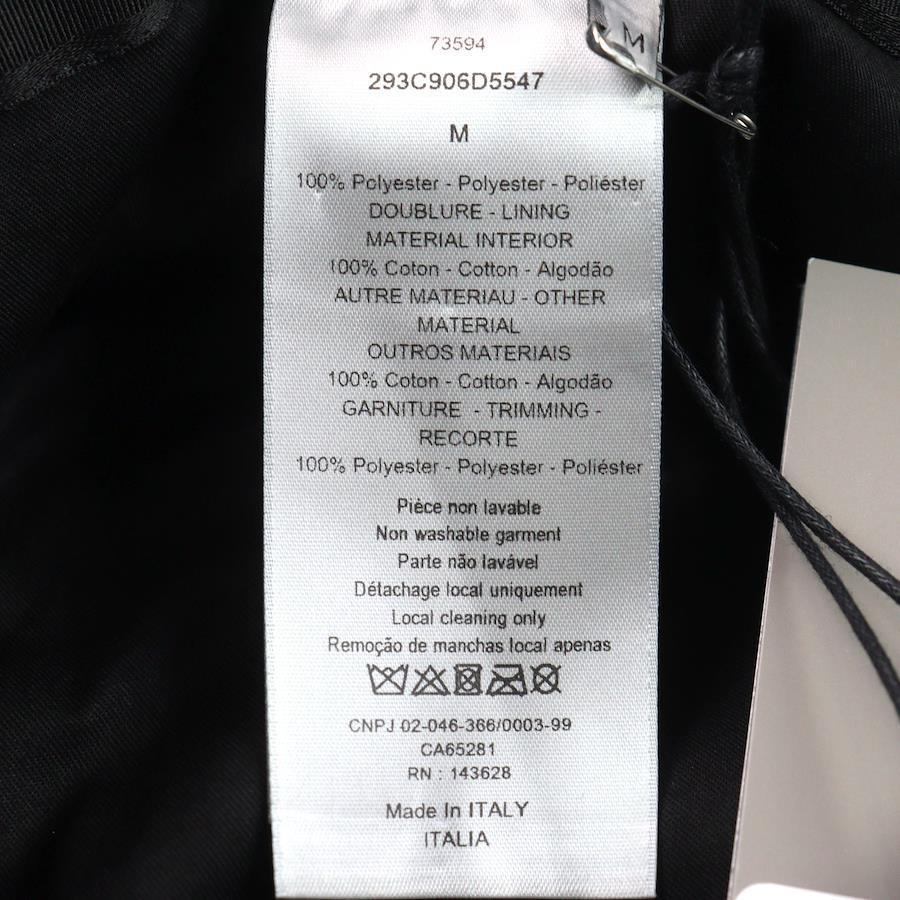 73594
293C906D5547
M
M
100% Polyester - Polyester - Poliéster
DOUBLURE - LINING
MATERIAL INTERIOR
100% Coton - Cotton - Algodão
AUTRE MATERIAU - OTHER
MATERIAL
OUTROS MATERIAIS
100% Coton - Cotton - Algodão
GARNITURE - TRIMMING -
RECORTE
100% Polyester - Polyester - Poliéster
Pièce non lavable
Non washable garment
Parte não lavável
Détachage local uniquement
Local cleaning only
Remoção de manchas local apenas
CNPJ 02-046-366/0003-99
CA65281
RN : 143628
Made In ITALY
ITALIA